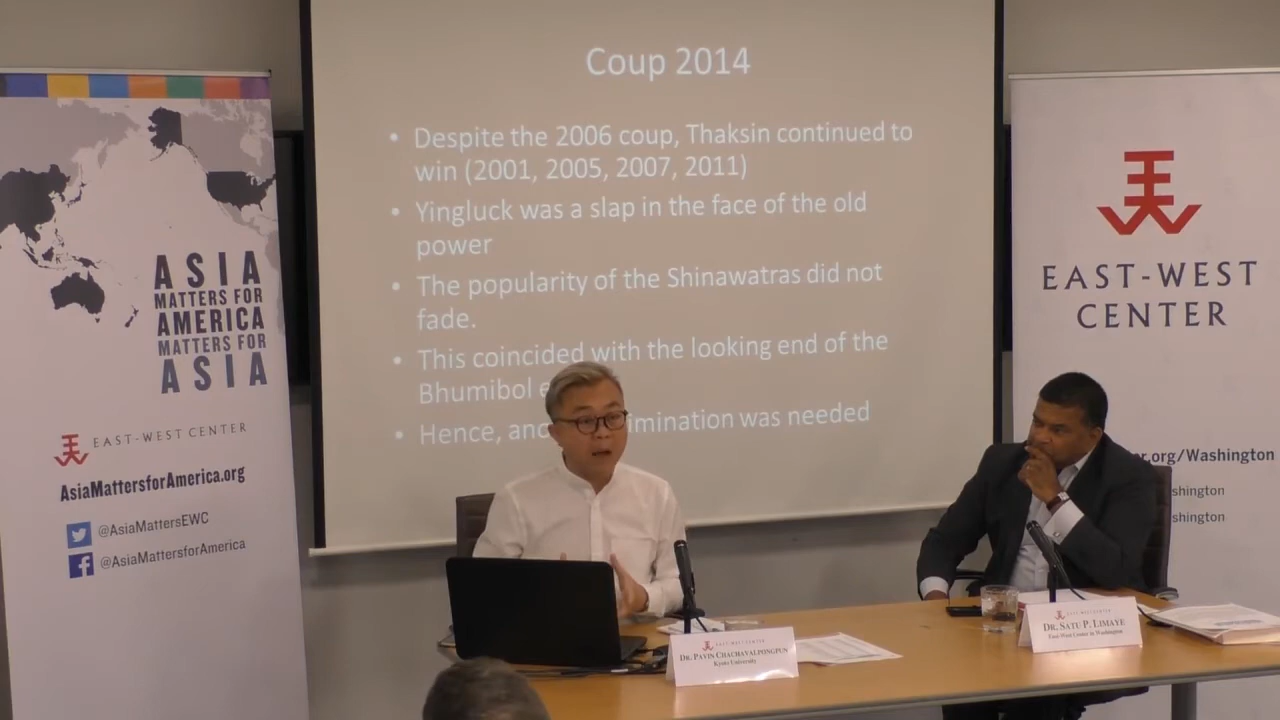 Coup 2014
• Despite the 2006 coup, Thaksin continued to
win (2001, 2005, 2007, 2011)
• Yingluck was a slap in the face of the old
power
• The popularity of the Shinawatras did not
fade.
• This coincided with the looking end of the
Bhumibol
• Hence, was needed
ASIA
MATTERS FOR
AMERICA
MATTERS FOR
ASIA
EAST-WEST CENTER
AsiaMattersforAmerica.org
@AsiaMattersEWC
@AsiaMattersforAmerica
EAST-WEST
CENTER
.org/Washington
EAST-WEST CENTER
DR. PAVIN CHACHAVALPONGPUN
Kyoto University
DR. SATU P. LIMAYE
East-West Center in Washington